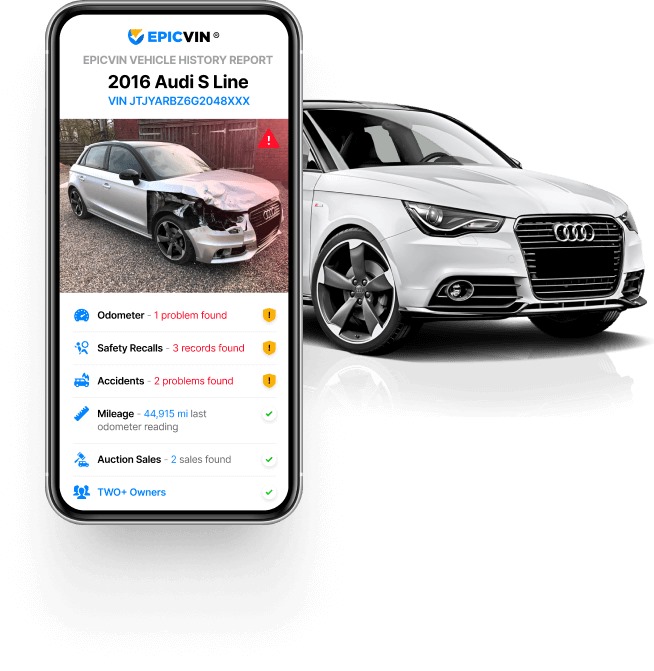 EPICVIN ®
EPICVIN VEHICLE HISTORY REPORT
2016 Audi S Line
VIN JTJYARBZ6G2048XXX
Odometer - 1 problem found
Safety Recalls - 3 records found
Accidents - 2 problems found
Mileage - 44,915 mi last
odometer reading
Auction Sales - 2 sales found
TWO+ Owners